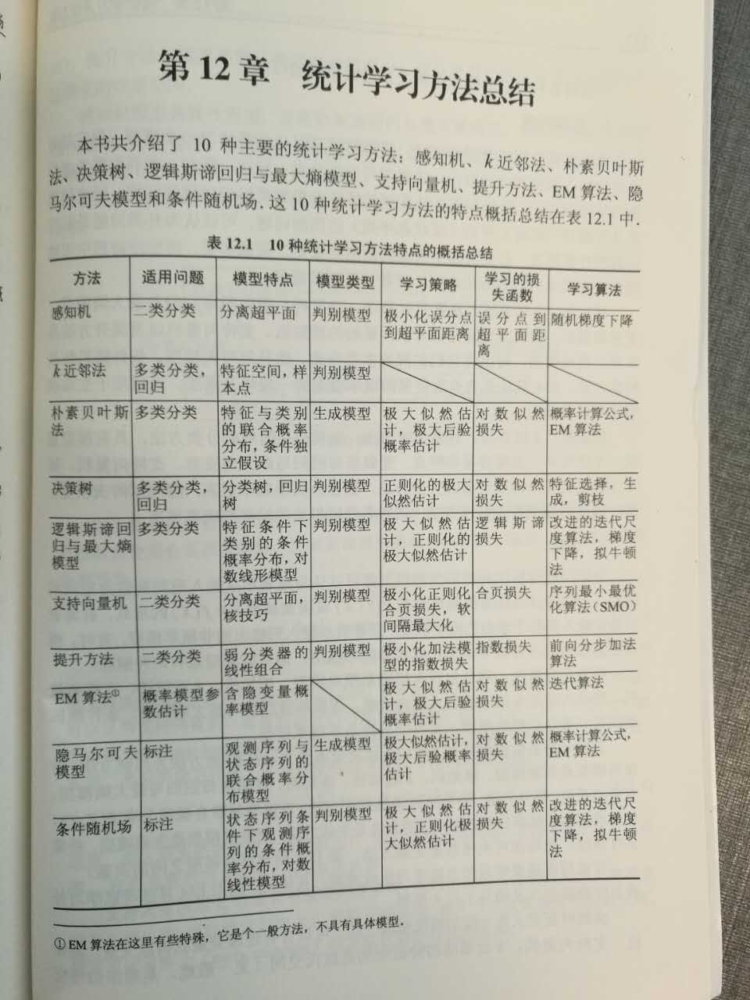 第 12 章 统计学习方法总结
本书共介绍了 10 种主要的统计学习方法：感知机、k 近邻法、朴素贝叶斯
法、决策树、逻辑斯谛回归与最大熵模型、支持向量机、提升方法、EM 算法、隐
马尔可夫模型和条件随机场. 这 10 种统计学习方法的特点概括总结在表 12.1 中.
表 12.1 10 种统计学习方法特点的概括总结
方法
适用问题
模型特点
模型类型
学习策略
学习的损
失函数
学习算法
感知机
二类分类
分离超平面
判别模型
极小化误分点
到超平面距离
误分点到
超平面距
离
随机梯度下降
k 近邻法
多类分类，
回归
特征空间，样
本点
判别模型
朴素贝叶斯
法
多类分类
特征与类别
的联合概率
分布，条件独
立假设
生成模型
极大似然估
计，极大后验
概率估计
对数似然
损失
概率计算公式，
EM 算法
决策树
多类分类，
回归
分类树，回归
树
判别模型
正则化的极大
似然估计
对数似然
损失
特征选择，生
成，剪枝
逻辑斯谛回
归与最大熵
模型
多类分类
特征条件下
类别的条件
概率分布，对
数线形模型
判别模型
极大似然估
计，正则化的
极大似然估计
逻辑斯谛
损失
改进的迭代尺
度算法，梯度
下降，拟牛顿
法
支持向量机
二类分类
分离超平面，
核技巧
判别模型
极小化正则化
合页损失，软
间隔最大化
合页损失
序列最小最优
化算法（SMO）
提升方法
二类分类
弱分类器的
线性组合
判别模型
极小化加法模
型的指数损失
指数损失
前向分步加法
算法
EM 算法①
概率模型参
数估计
含隐变量概
率模型
极大似然估
计，极大后验
概率估计
对数似然
损失
迭代算法
隐马尔可夫
模型
标注
观测序列与
状态序列的
联合概率分
布模型
生成模型
极大似然估计，
极大后验概率
估计
对数似然
损失
概率计算公式，
EM 算法
条件随机场
标注
状态序列条
件下观测序
列的条件概
率分布，对数
线性模型
判别模型
极大似然估
计，正则化极
大似然估计
对数似然
损失
改进的迭代尺
度算法，梯度
下降，拟牛顿
法
① EM 算法在这里有些特殊，它是个一般方法，不具有具体模型.